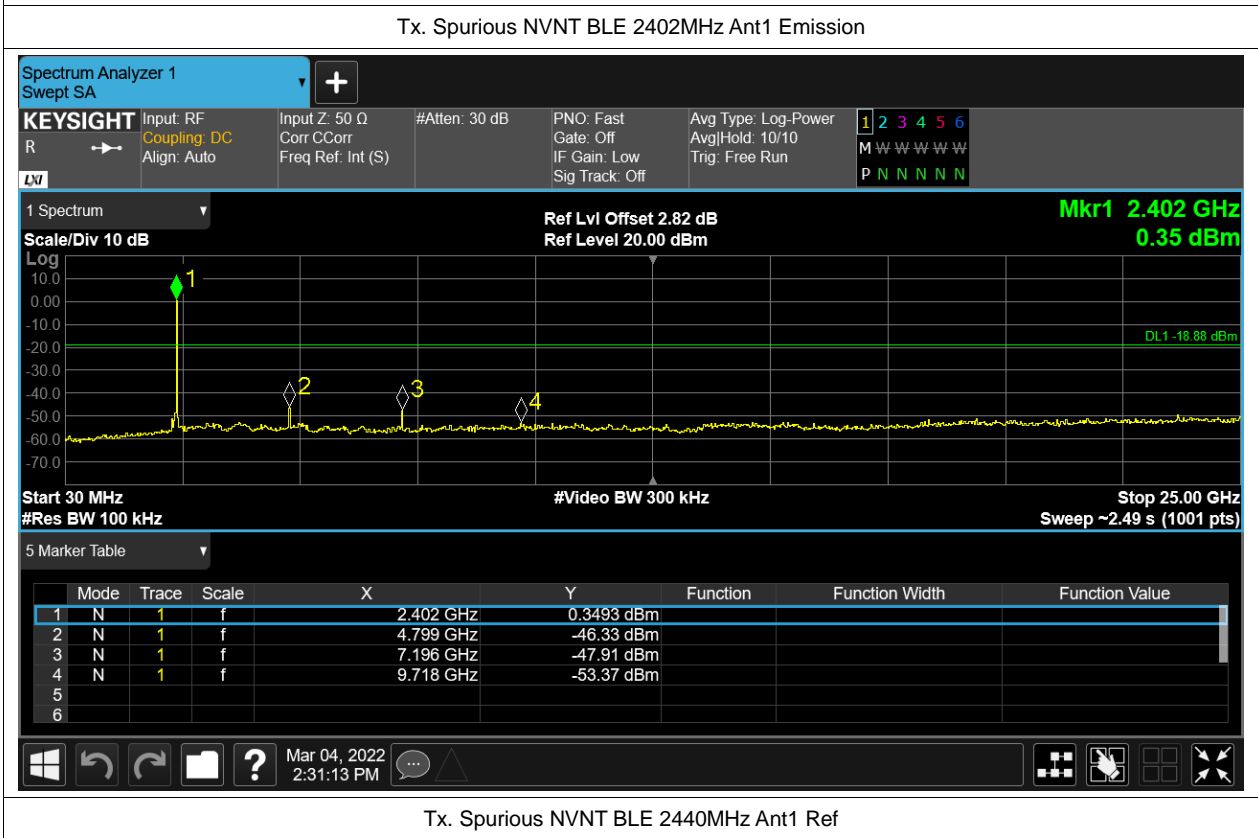 Tx. Spurious NVNT BLE 2402MHz Ant1 Emission
Spectrum Analyzer 1
Swept SA
+
KEYSIGHT
R
LXI
Input: RF
Coupling: DC
Align: Auto
Input Z: 50 Ω
Corr CCorr
Freq Ref: Int (S)
#Atten: 30 dB
PNO: Fast
Gate: Off
IF Gain: Low
Sig Track: Off
Avg Type: Log-Power
Avg|Hold: 10/10
Trig: Free Run
1 2 3 4 5 6
M W W W W W
P N N N N N
1 Spectrum
Scale/Div 10 dB
Ref Lvl Offset 2.82 dB
Ref Level 20.00 dBm
Mkr1 2.402 GHz
0.35 dBm
Log
10.0
0.00
-10.0
-20.0
-30.0
-40.0
-50.0
-60.0
-70.0
1
2
3
4
DL1 -18.88 dBm
Start 30 MHz
#Res BW 100 kHz
#Video BW 300 kHz
Stop 25.00 GHz
Sweep ~2.49 s (1001 pts)
5 Marker Table
Mode Trace Scale X Y Function Function Width Function Value
1 N 1 f 2.402 GHz 0.3493 dBm
2 N 1 f 4.799 GHz -46.33 dBm
3 N 1 f 7.196 GHz -47.91 dBm
4 N 1 f 9.718 GHz -53.37 dBm
5
6
?
Mar 04, 2022
2:31:13 PM
Tx. Spurious NVNT BLE 2440MHz Ant1 Ref